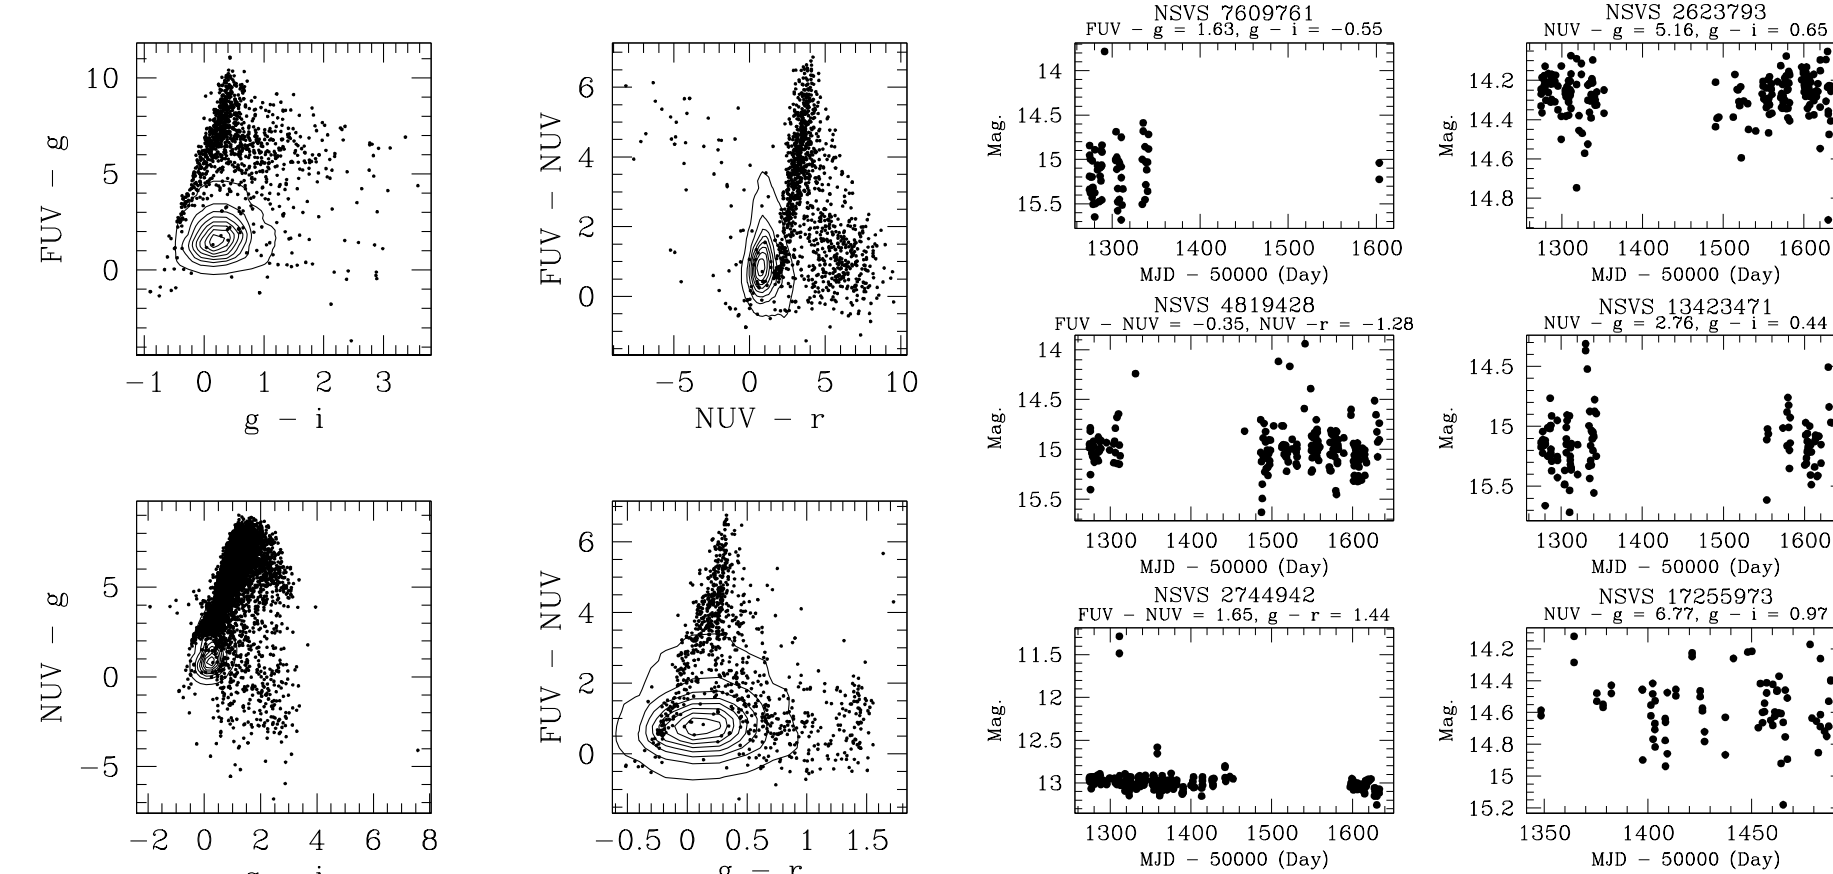 10
5
0
−1 0 1 2 3
FUV − g
g − i
6
4
2
0
−5 0 5 10
FUV − NUV
NUV − r
5
0
−5
−2 0 2 4 6 8
NUV − g
g − i
6
4
2
0
−0.5 0 0.5 1 1.5
FUV − NUV
g − r
NSVS 7609761
FUV − g = 1.63, g − i = −0.55
14
14.5
15
15.5
Mag.
1300 1400 1500 1600
MJD − 50000 (Day)
NSVS 2623793
NUV − g = 5.16, g − i = 0.65
14.2
14.4
14.6
14.8
Mag.
1300 1400 1500 1600
MJD − 50000 (Day)
NSVS 4819428
FUV − NUV = −0.35, NUV −r = −1.28
14
14.5
15
15.5
Mag.
1300 1400 1500 1600
MJD − 50000 (Day)
NSVS 13423471
NUV − g = 2.76, g − i = 0.44
14.5
15
15.5
Mag.
1300 1400 1500 1600
MJD − 50000 (Day)
NSVS 2744942
FUV − NUV = 1.65, g − r = 1.44
11.5
12
12.5
13
Mag.
1300 1400 1500 1600
MJD − 50000 (Day)
NSVS 17255973
NUV − g = 6.77, g − i = 0.97
14.2
14.4
14.6
14.8
15
15.2
Mag.
1350 1400 1450
MJD − 50000 (Day)